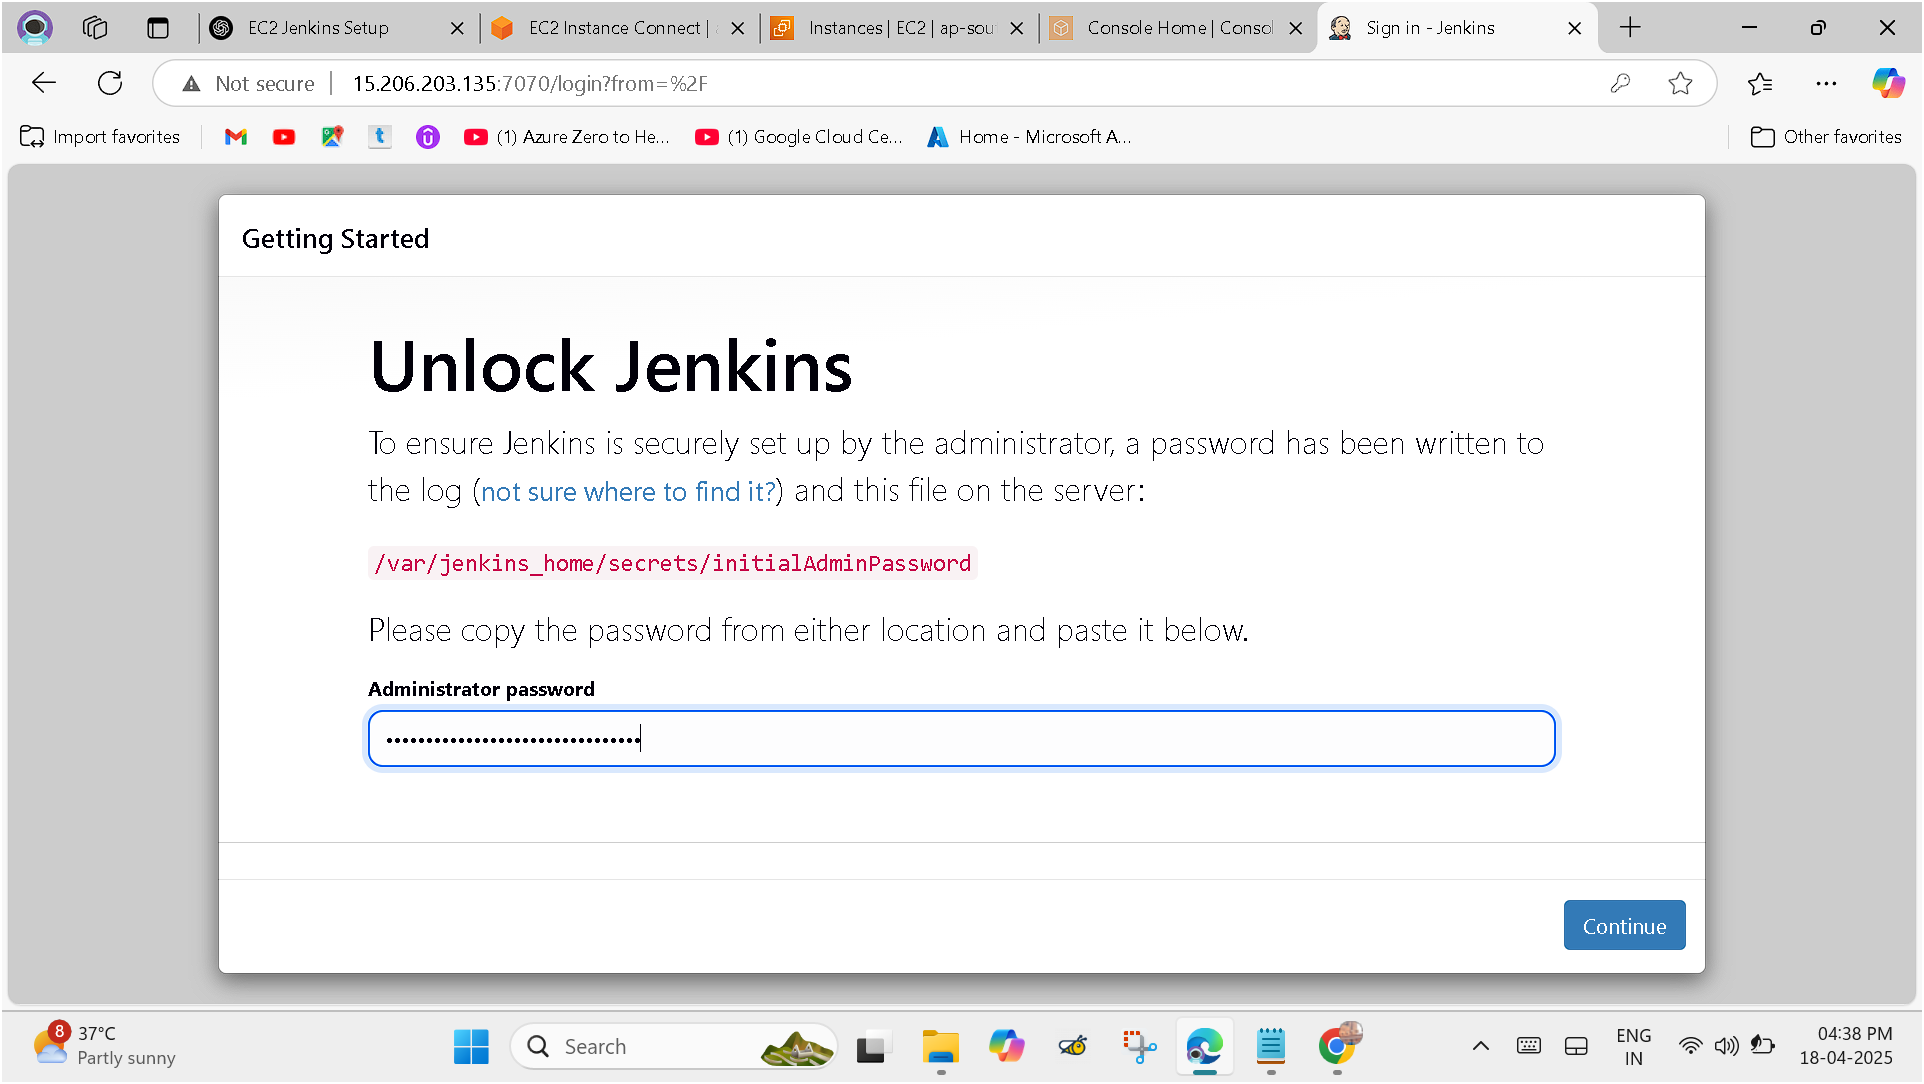 EC2 Jenkins Setup
EC2 Instance Connect |
Instances | EC2 | ap-sou
Console Home | Consol
Sign in - Jenkins
Not secure
15.206.203.135:7070/login?from=%2F
Import favorites
(1) Azure Zero to He...
(1) Google Cloud Ce...
Home - Microsoft A...
Other favorites
Getting Started
Unlock Jenkins
To ensure Jenkins is securely set up by the administrator, a password has been written to
the log (not sure where to find it?) and this file on the server:
/var/jenkins_home/secrets/initialAdminPassword
Please copy the password from either location and paste it below.
Administrator password
Continue
8
37°C
Partly sunny
Search
ENG
IN
04:38 PM
18-04-2025